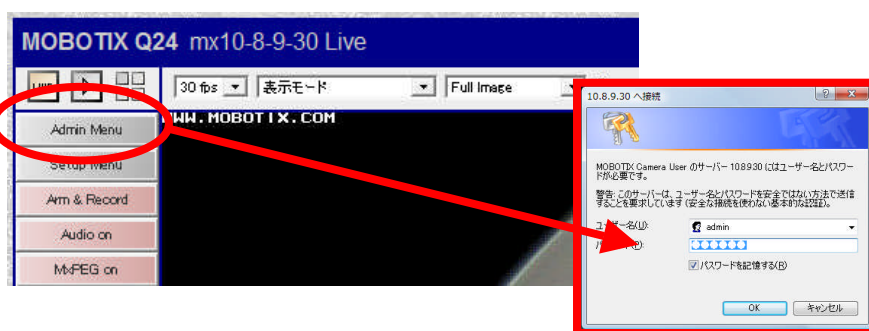 MOBOTIX Q24 mx10-8-9-30 Live
30 fps 表示モード Full Image
WWW.MOBOTIX.COM
Admin Menu
Setup Menu
Arm & Record
Audio on
MxPEG on
10.8.9.30 へ接続
MOBOTIX Camera User のサーバー 10.8.9.30 にはユーザー名とパスワー
ドが必要です。
警告: このサーバーは、ユーザー名とパスワードを安全ではない方法で送信
することを要求しています (安全な接続を使わない基本的な認証)。
ユーザー名(U): admin
(P):
パスワードを記憶する(R)
OK キャンセル